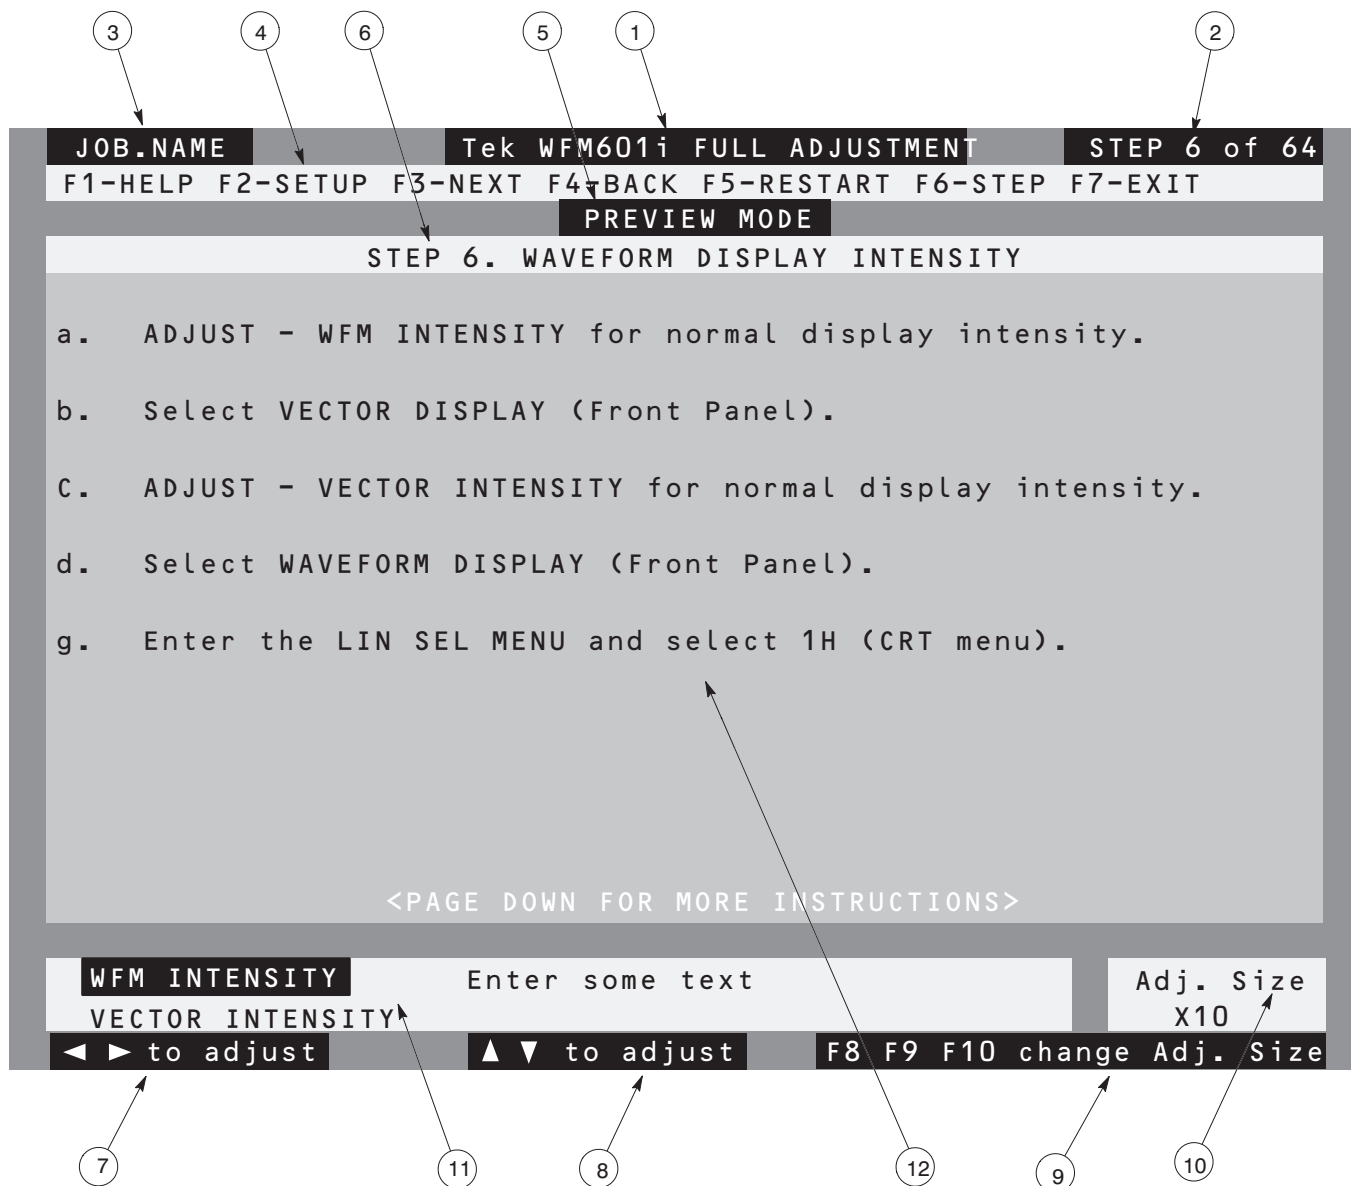 3 4 6 5 1 2
JOB.NAME Tek WFM601i FULL ADJUSTMENT STEP 6 of 64
F1-HELP F2-SETUP F3-NEXT F4-BACK F5-RESTART F6-STEP F7-EXIT
PREVIEW MODE
STEP 6. WAVEFORM DISPLAY INTENSITY
a. ADJUST - WFM INTENSITY for normal display intensity.
b. Select VECTOR DISPLAY (Front Panel).
C. ADJUST - VECTOR INTENSITY for normal display intensity.
d. Select WAVEFORM DISPLAY (Front Panel).
g. Enter the LIN SEL MENU and select 1H (CRT menu).
<PAGE DOWN FOR MORE INSTRUCTIONS>
WFM INTENSITY Enter some text Adj. Size
VECTOR INTENSITY X10
◄ ► to adjust ▲ ▼ to adjust F8 F9 F10 change Adj. Size
7 11 8 12 9 10